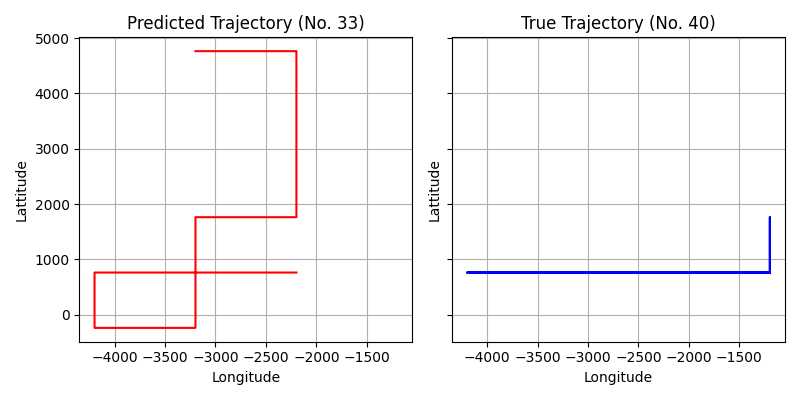 Predicted Trajectory (No. 33)
True Trajectory (No. 40)
5000
4000
3000
2000
1000
0
Lattitude
Lattitude
−4000 −3500 −3000 −2500 −2000 −1500
−4000 −3500 −3000 −2500 −2000 −1500
Longitude
Longitude